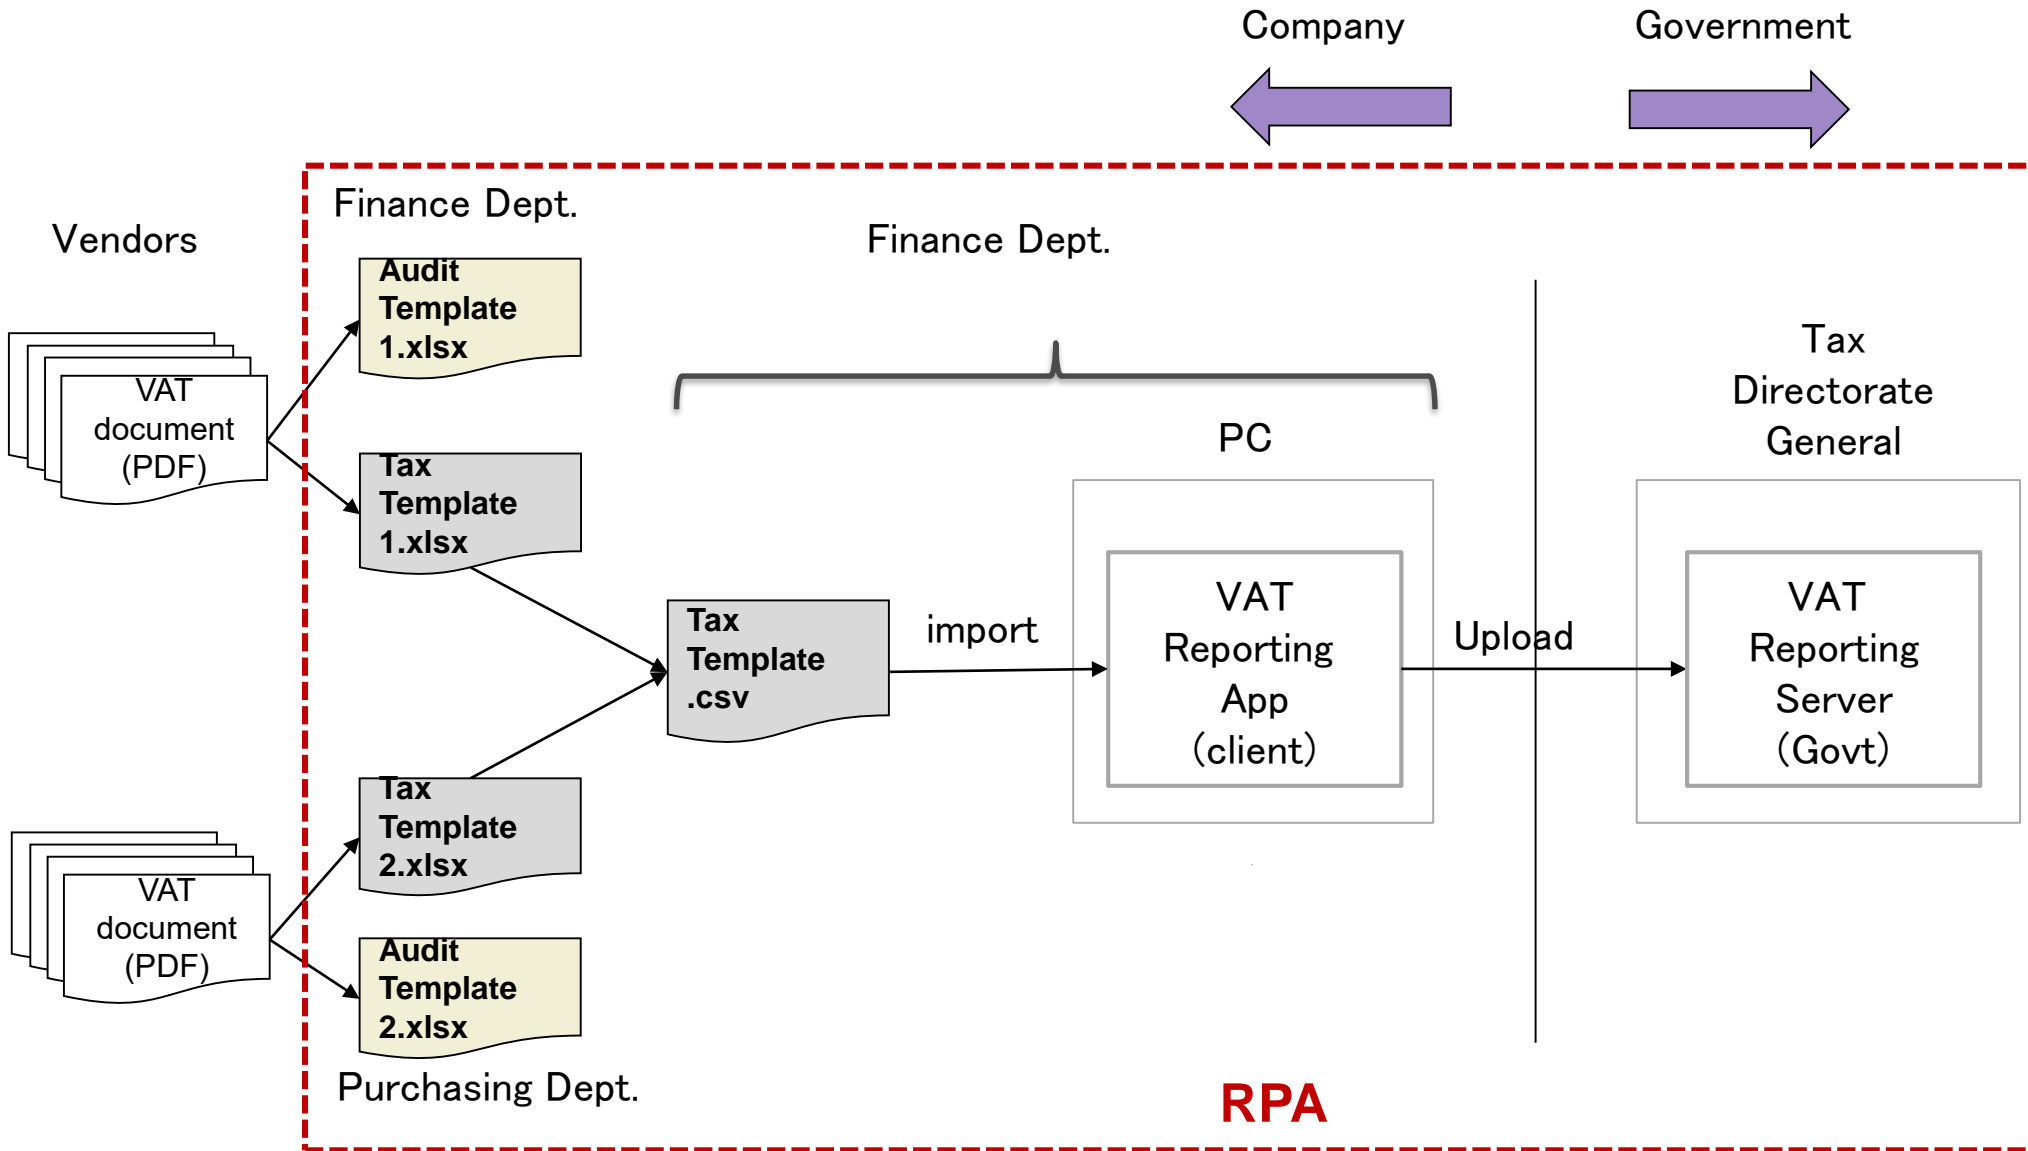 Company
Government
Finance Dept.
Vendors
Finance Dept.
Audit
Template
1.xlsx
VAT
document
(PDF)
Tax
Template
1.xlsx
PC
Tax
Directorate
General
Tax
Template
.csv
import
VAT
Reporting
App
(client)
Upload
VAT
Reporting
Server
(Govt)
Tax
Template
2.xlsx
VAT
document
(PDF)
Audit
Template
2.xlsx
Purchasing Dept.
RPA